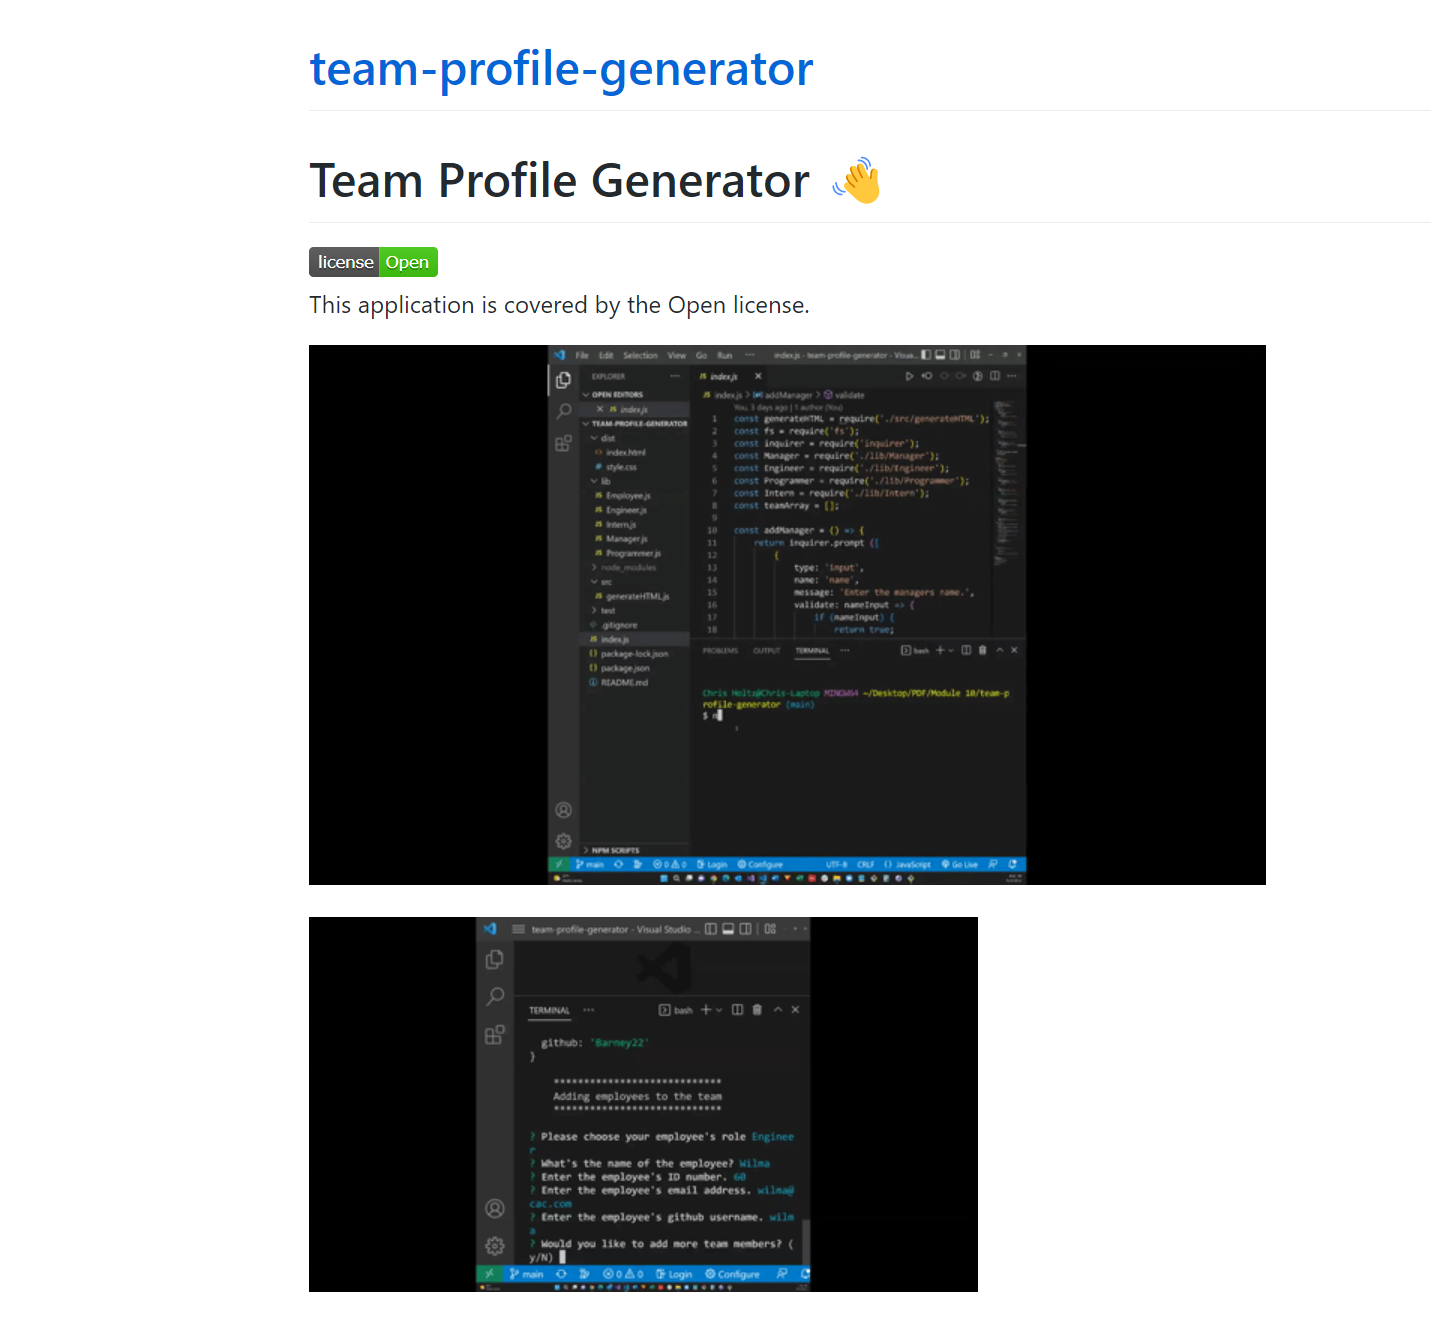 team-profile-generator
Team Profile Generator 👋
license Open
This application is covered by the Open license.
File Edit Selection View Go Run ··· index.js - team-profile-generator - Visua...
EXPLORER ···
OPEN EDITORS
× JS index.js
TEAM-PROFILE-GENERATOR
dist
index.html
style.css
lib
JS Employee.js
JS Engineer.js
JS Intern.js
JS Manager.js
JS Programmer.js
node_modules
src
JS generateHTML.js
test
.gitignore
JS index.js
{} package-lock.json
{} package.json
README.md
NPM SCRIPTS
JS index.js ×
JS index.js > addManager > validate
You, 3 days ago | 1 author (You)
1 const generateHTML = require('./src/generateHTML');
2 const fs = require('fs');
3 const inquirer = require('inquirer');
4 const Manager = require('./lib/Manager');
5 const Engineer = require('./lib/Engineer');
6 const Programmer = require('./lib/Programmer');
7 const Intern = require('./lib/Intern');
8 const teamArray = [];
9
10 const addManager = () => {
11 return inquirer.prompt ([
12 {
13 type: 'input',
14 name: 'name',
15 message: 'Enter the managers name.',
16 validate: nameInput => {
17 if (nameInput) {
18 return true;
PROBLEMS OUTPUT TERMINAL ··· bash
Chris Holtz@Chris-Laptop MINGW64 ~/Desktop/PDF/Module 10/team-p
rofile-generator (main)
$ n
main 0 0 Login Configure UTF-8 CRLF {} JavaScript Go Live
team-profile-generator - Visual Studio ...
TERMINAL ··· bash
github: 'Barney22'
}
****************************
Adding employees to the team
****************************
? Please choose your employee's role Enginee
r
? What's the name of the employee? Wilma
? Enter the employee's ID number. 60
? Enter the employee's email address. wilma@
cac.com
? Enter the employee's github username. wilm
a
? Would you like to add more team members? (
y/N)
main 0 0 Login Configure